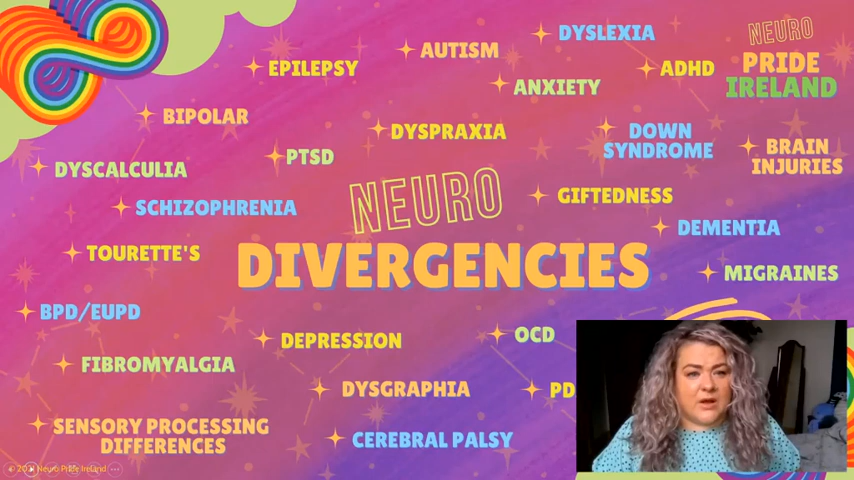 DYSLEXIA
NEURO
PRIDE
IRELAND
AUTISM
EPILEPSY
ADHD
ANXIETY
BIPOLAR
DYSPRAXIA
DOWN
SYNDROME
BRAIN
INJURIES
PTSD
DYSCALCULIA
GIFTEDNESS
SCHIZOPHRENIA
NEURO
DIVERGENCIES
DEMENTIA
TOURETTE'S
MIGRAINES
BPD/EUPD
DEPRESSION
OCD
FIBROMYALGIA
DYSGRAPHIA
PD
SENSORY PROCESSING
DIFFERENCES
CEREBRAL PALSY
Neuro Pride Ireland